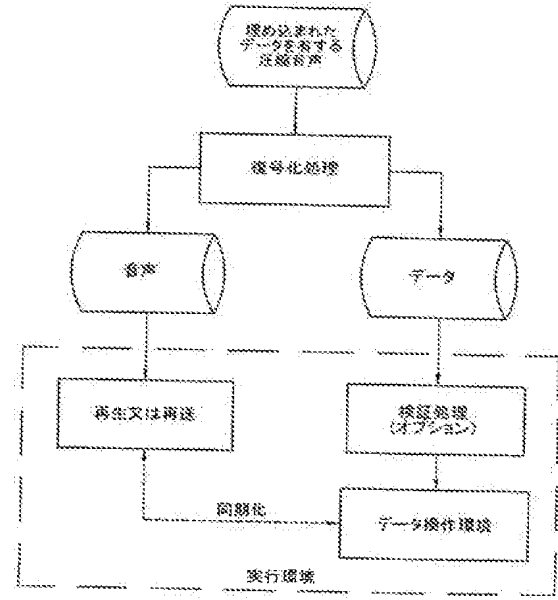 埋め込まれた
データを有する
圧縮音声
復号化処理
音声
データ
再生又は再送
検証処理
(オプション)
同期化
データ操作環境
実行環境